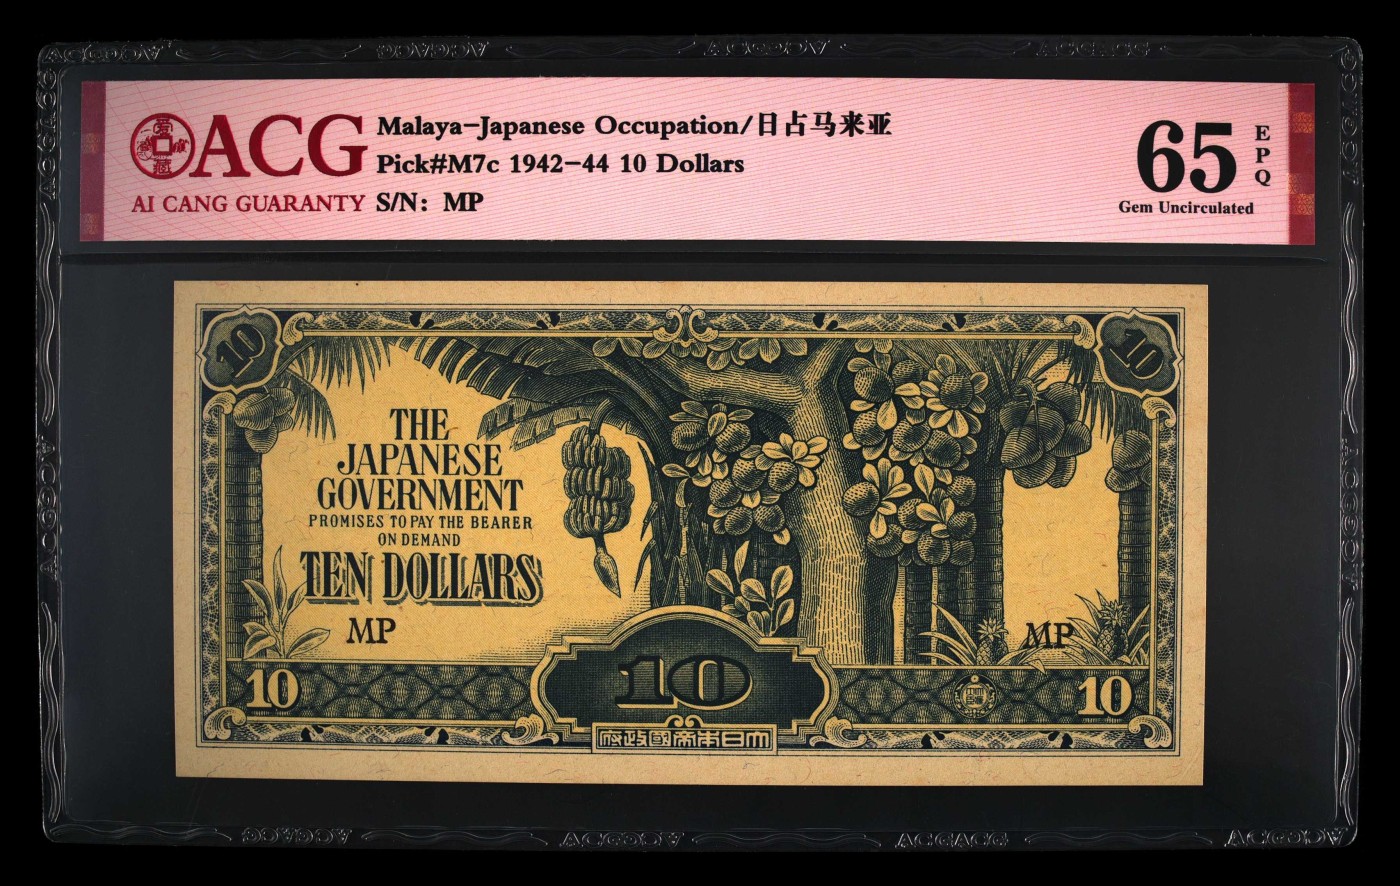 ACG
AI CANG GUARANTY
Malaya-Japanese Occupation/日占马来亚
Pick#M7c 1942-44 10 Dollars
S/N: MP
65
EPQ
Gem Uncirculated
10
10
THE
JAPANESE
GOVERNMENT
PROMISES TO PAY THE BEARER
ON DEMAND
TEN DOLLARS
MP
MP
10
10
10
府政國帝本日大